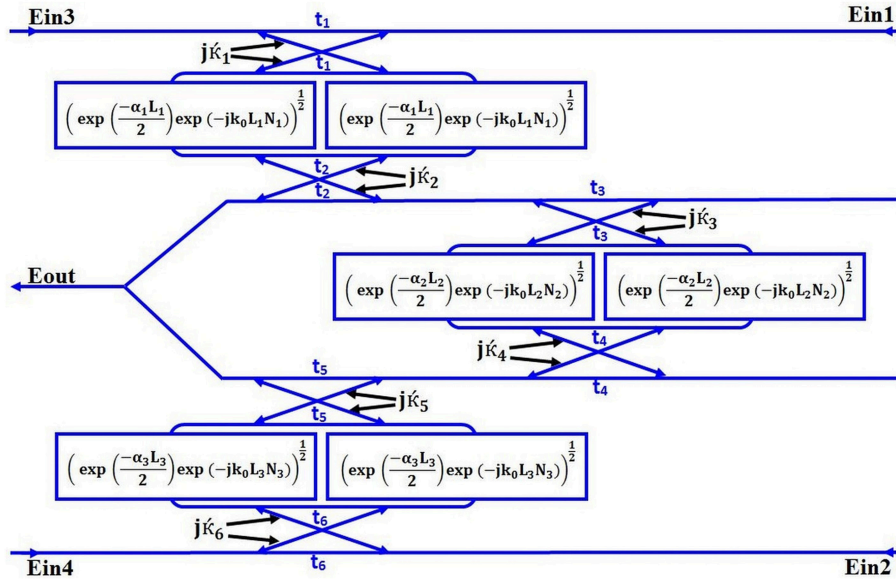 Ein3 t₁ Ein1
jḰ₁ t₁
(exp(-α₁L₁/2)exp(-jk₀L₁N₁))^½ (exp(-α₁L₁/2)exp(-jk₀L₁N₁))^½
t₂ jḰ₂
t₂ t₃
t₃ jḰ₃
Eout (exp(-α₂L₂/2)exp(-jk₀L₂N₂))^½ (exp(-α₂L₂/2)exp(-jk₀L₂N₂))^½
jḰ₄ t₄
t₅ t₄
t₅ jḰ₅
(exp(-α₃L₃/2)exp(-jk₀L₃N₃))^½ (exp(-α₃L₃/2)exp(-jk₀L₃N₃))^½
jḰ₆ t₆
Ein4 t₆ Ein2